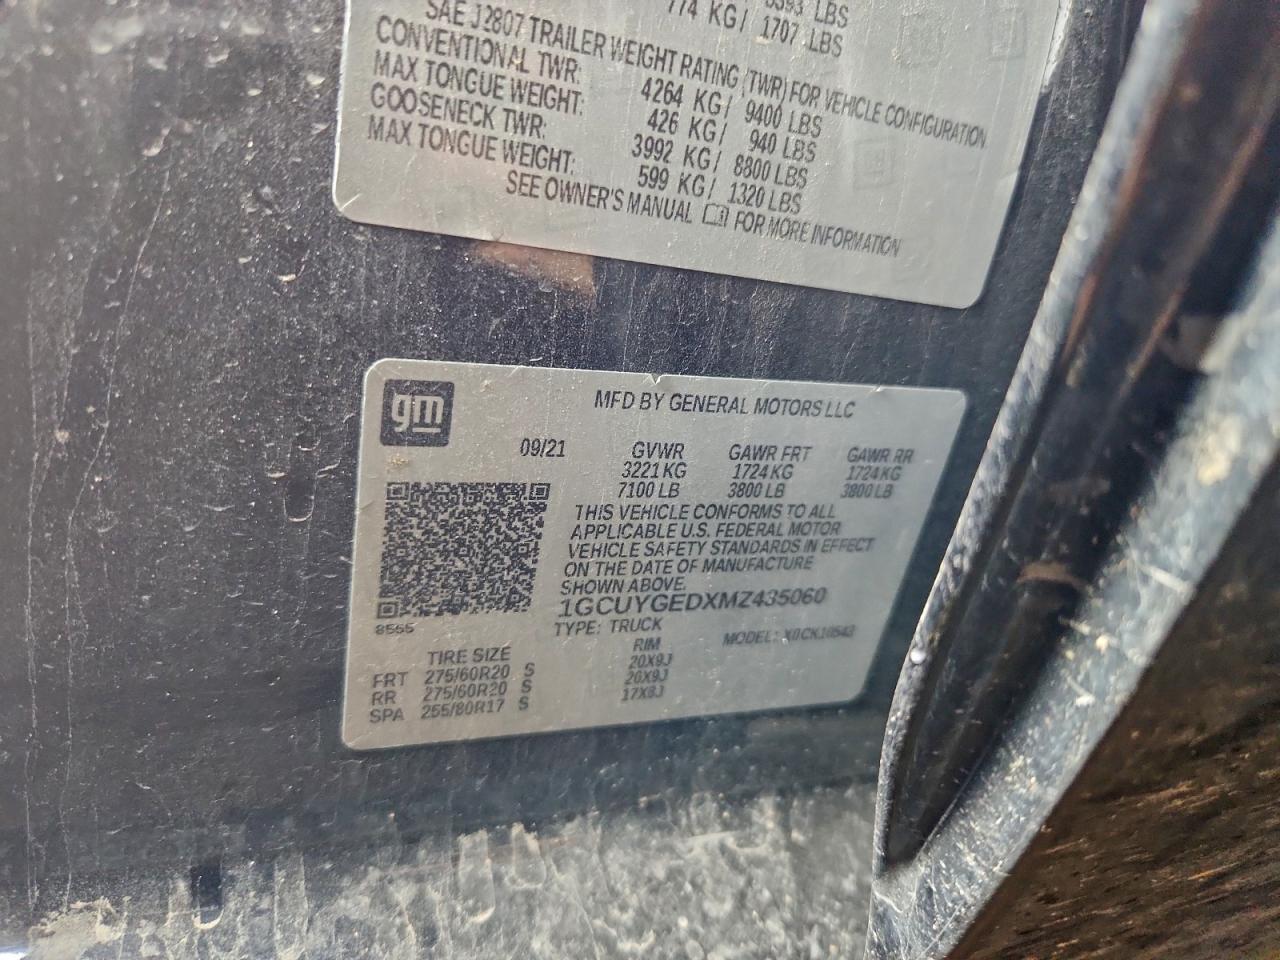 LBS
774 KG/ 1707 LBS
SAE J2807 TRAILER WEIGHT RATING (TWR) FOR VEHICLE CONFIGURATION
CONVENTIONAL TWR: 4264 KG/ 9400 LBS
MAX TONGUE WEIGHT: 426 KG/ 940 LBS
GOOSENECK TWR: 3992 KG/ 8800 LBS
MAX TONGUE WEIGHT: 599 KG/ 1320 LBS
SEE OWNER'S MANUAL FOR MORE INFORMATION
gm
MFD BY GENERAL MOTORS LLC
09/21 GVWR GAWR FRT GAWR RR
3221 KG 1724 KG 1724 KG
7100 LB 3800 LB 3800 LB
THIS VEHICLE CONFORMS TO ALL
APPLICABLE U.S. FEDERAL MOTOR
VEHICLE SAFETY STANDARDS IN EFFECT
ON THE DATE OF MANUFACTURE
SHOWN ABOVE.
1GCUYGEDXMZ435060
8565
TYPE: TRUCK MODEL: X0CK10543
TIRE SIZE RIM
FRT 275/60R20 S 20X9J
RR 275/60R20 S 20X9J
SPA 255/80R17 S 17X8J